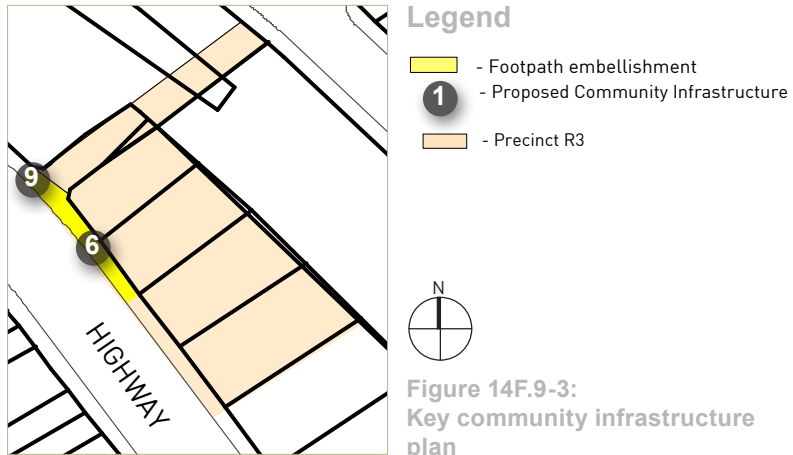 9
6
HIGHWAY
Legend
- Footpath embellishment
1 - Proposed Community Infrastructure
- Precinct R3
N
Figure 14F.9-3:
Key community infrastructure
plan